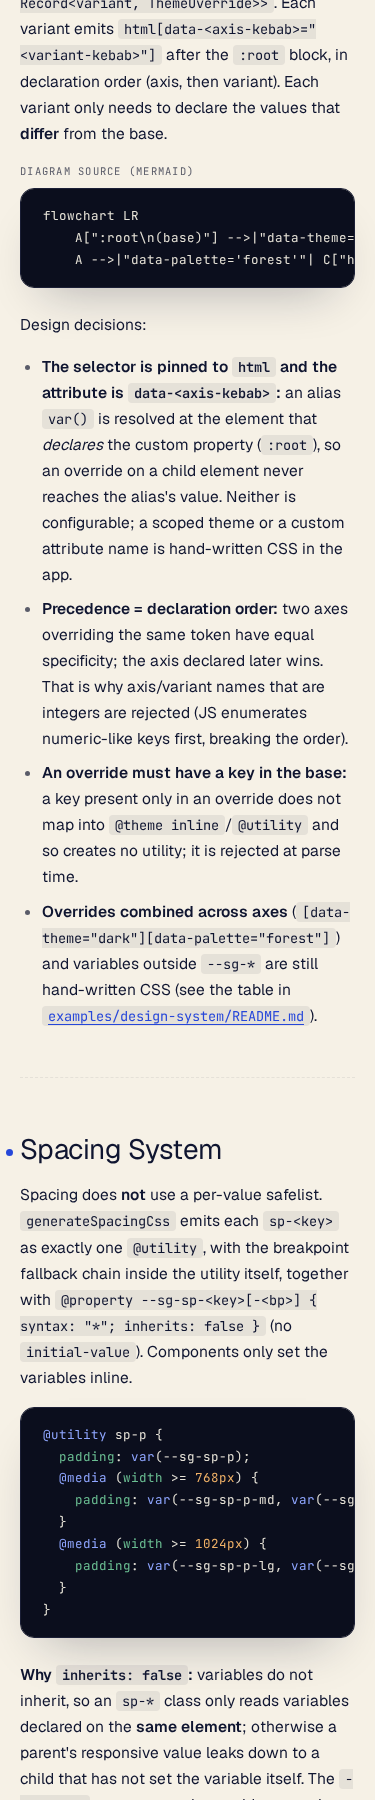 Record<Variant, ThemeOverride>>. Each
variant emits html[data-<axis-kebab>="
<variant-kebab>"] after the :root block, in
declaration order (axis, then variant). Each
variant only needs to declare the values that
differ from the base.
DIAGRAM SOURCE (MERMAID)
flowchart LR
A[":root\n(base)"] -->|"data-theme=
A -->|"data-palette='forest'"| C["h
Design decisions:
• The selector is pinned to html and the
attribute is data-<axis-kebab>: an alias
var() is resolved at the element that
declares the custom property (:root), so
an override on a child element never
reaches the alias's value. Neither is
configurable; a scoped theme or a custom
attribute name is hand-written CSS in the
app.
• Precedence = declaration order: two axes
overriding the same token have equal
specificity; the axis declared later wins.
That is why axis/variant names that are
integers are rejected (JS enumerates
numeric-like keys first, breaking the order).
• An override must have a key in the base:
a key present only in an override does not
map into @theme inline/@utility and
so creates no utility; it is rejected at parse
time.
• Overrides combined across axes ([data-
theme="dark"][data-palette="forest"])
and variables outside --sg-* are still
hand-written CSS (see the table in
examples/design-system/README.md).
Spacing System
Spacing does not use a per-value safelist.
generateSpacingCss emits each sp-<key>
as exactly one @utility, with the breakpoint
fallback chain inside the utility itself, together
with @property --sg-sp-<key>[-<bp>] {
syntax: "*"; inherits: false } (no
initial-value). Components only set the
variables inline.
@utility sp-p {
padding: var(--sg-sp-p);
@media (width >= 768px) {
padding: var(--sg-sp-p-md, var(--sg
}
@media (width >= 1024px) {
padding: var(--sg-sp-p-lg, var(--sg
}
}
Why inherits: false: variables do not
inherit, so an sp-* class only reads variables
declared on the same element; otherwise a
parent's responsive value leaks down to a
child that has not set the variable itself. The -